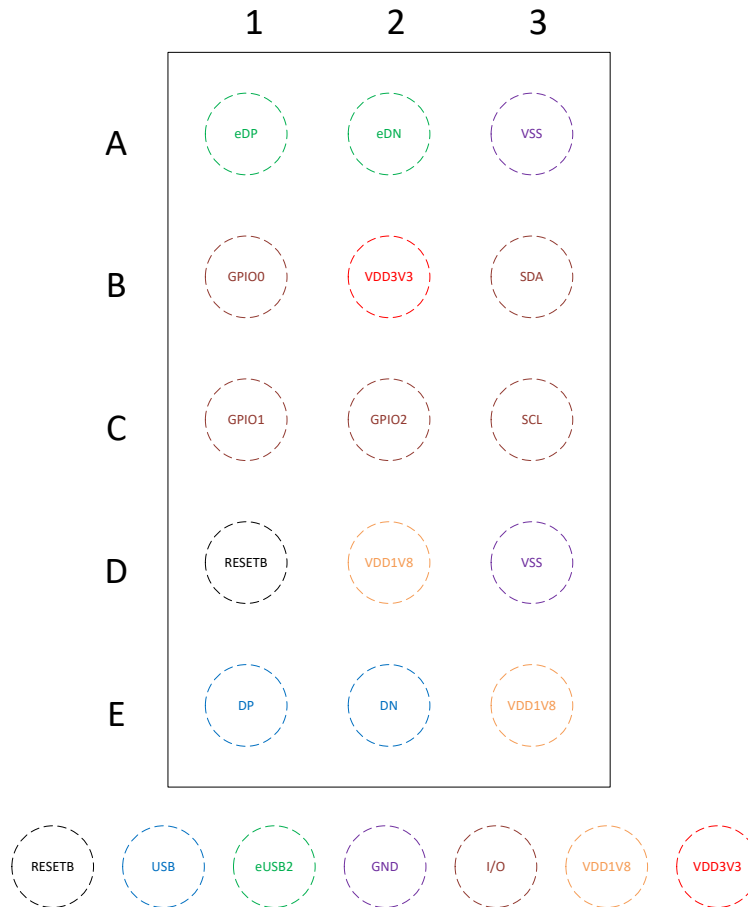 1 2 3
A eDP eDN VSS
B GPIO0 VDD3V3 SDA
C GPIO1 GPIO2 SCL
D RESETB VDD1V8 VSS
E DP DN VDD1V8
RESETB USB eUSB2 GND I/O VDD1V8 VDD3V3